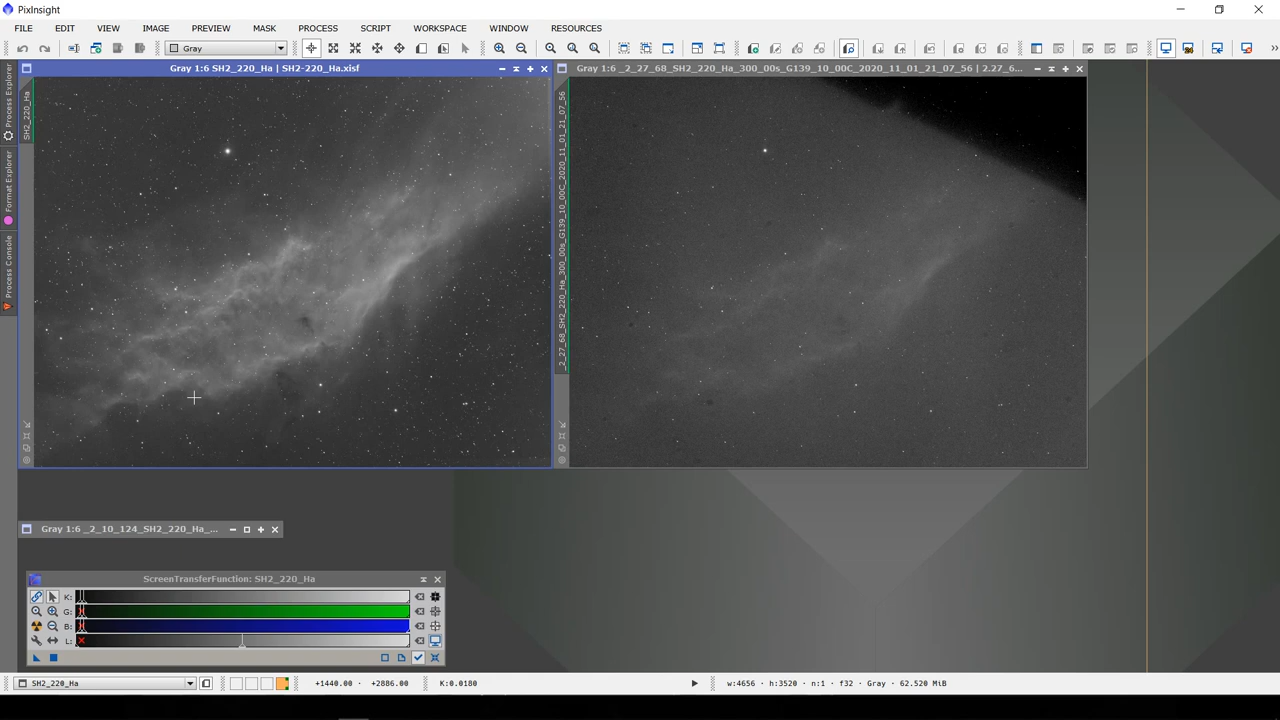 PixInsight
FILE EDIT VIEW IMAGE PREVIEW MASK PROCESS SCRIPT WORKSPACE WINDOW RESOURCES
Gray
Process Explorer
Format Explorer
Process Console
Gray 1:6 SH2_220_Ha | SH2-220_Ha.xisf
SH2_220_Ha
Gray 1:6 _2_27_68_SH2_220_Ha_300_00s_G139_10_00C_2020_11_01_21_07_56 | 2.27_6...
_2_27_68_SH2_220_Ha_300_00s_G139_10_00C_2020_11_01_21_07_56
Gray 1:6 _2_10_124_SH2_220_Ha_...
ScreenTransferFunction: SH2_220_Ha
K:
G:
B:
L:
SH2_220_Ha +1440.00 · +2886.00 K:0.0180 w:4656 · h:3520 · n:1 · f32 · Gray · 62.520 MiB